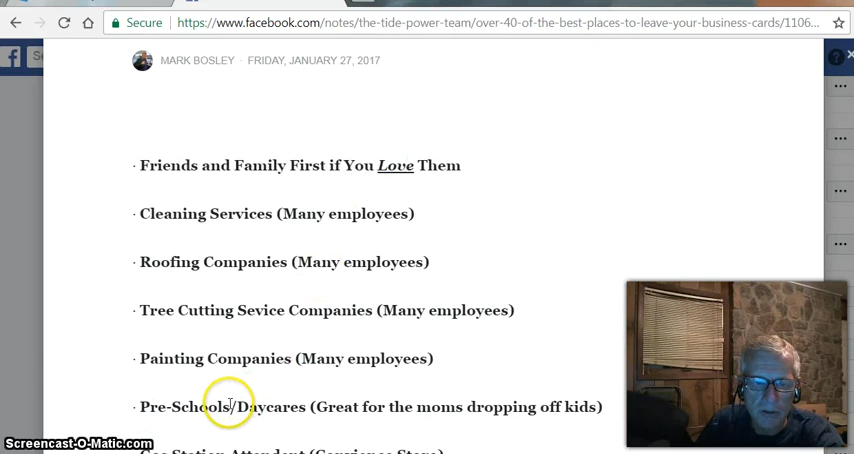 Secure
https://www.facebook.com/notes/the-tide-power-team/over-40-of-the-best-places-to-leave-your-business-cards/1106...
MARK BOSLEY · FRIDAY, JANUARY 27, 2017
· Friends and Family First if You Love Them
· Cleaning Services (Many employees)
· Roofing Companies (Many employees)
· Tree Cutting Sevice Companies (Many employees)
· Painting Companies (Many employees)
· Pre-Schools/Daycares (Great for the moms dropping off kids)
Screencast-O-Matic.com